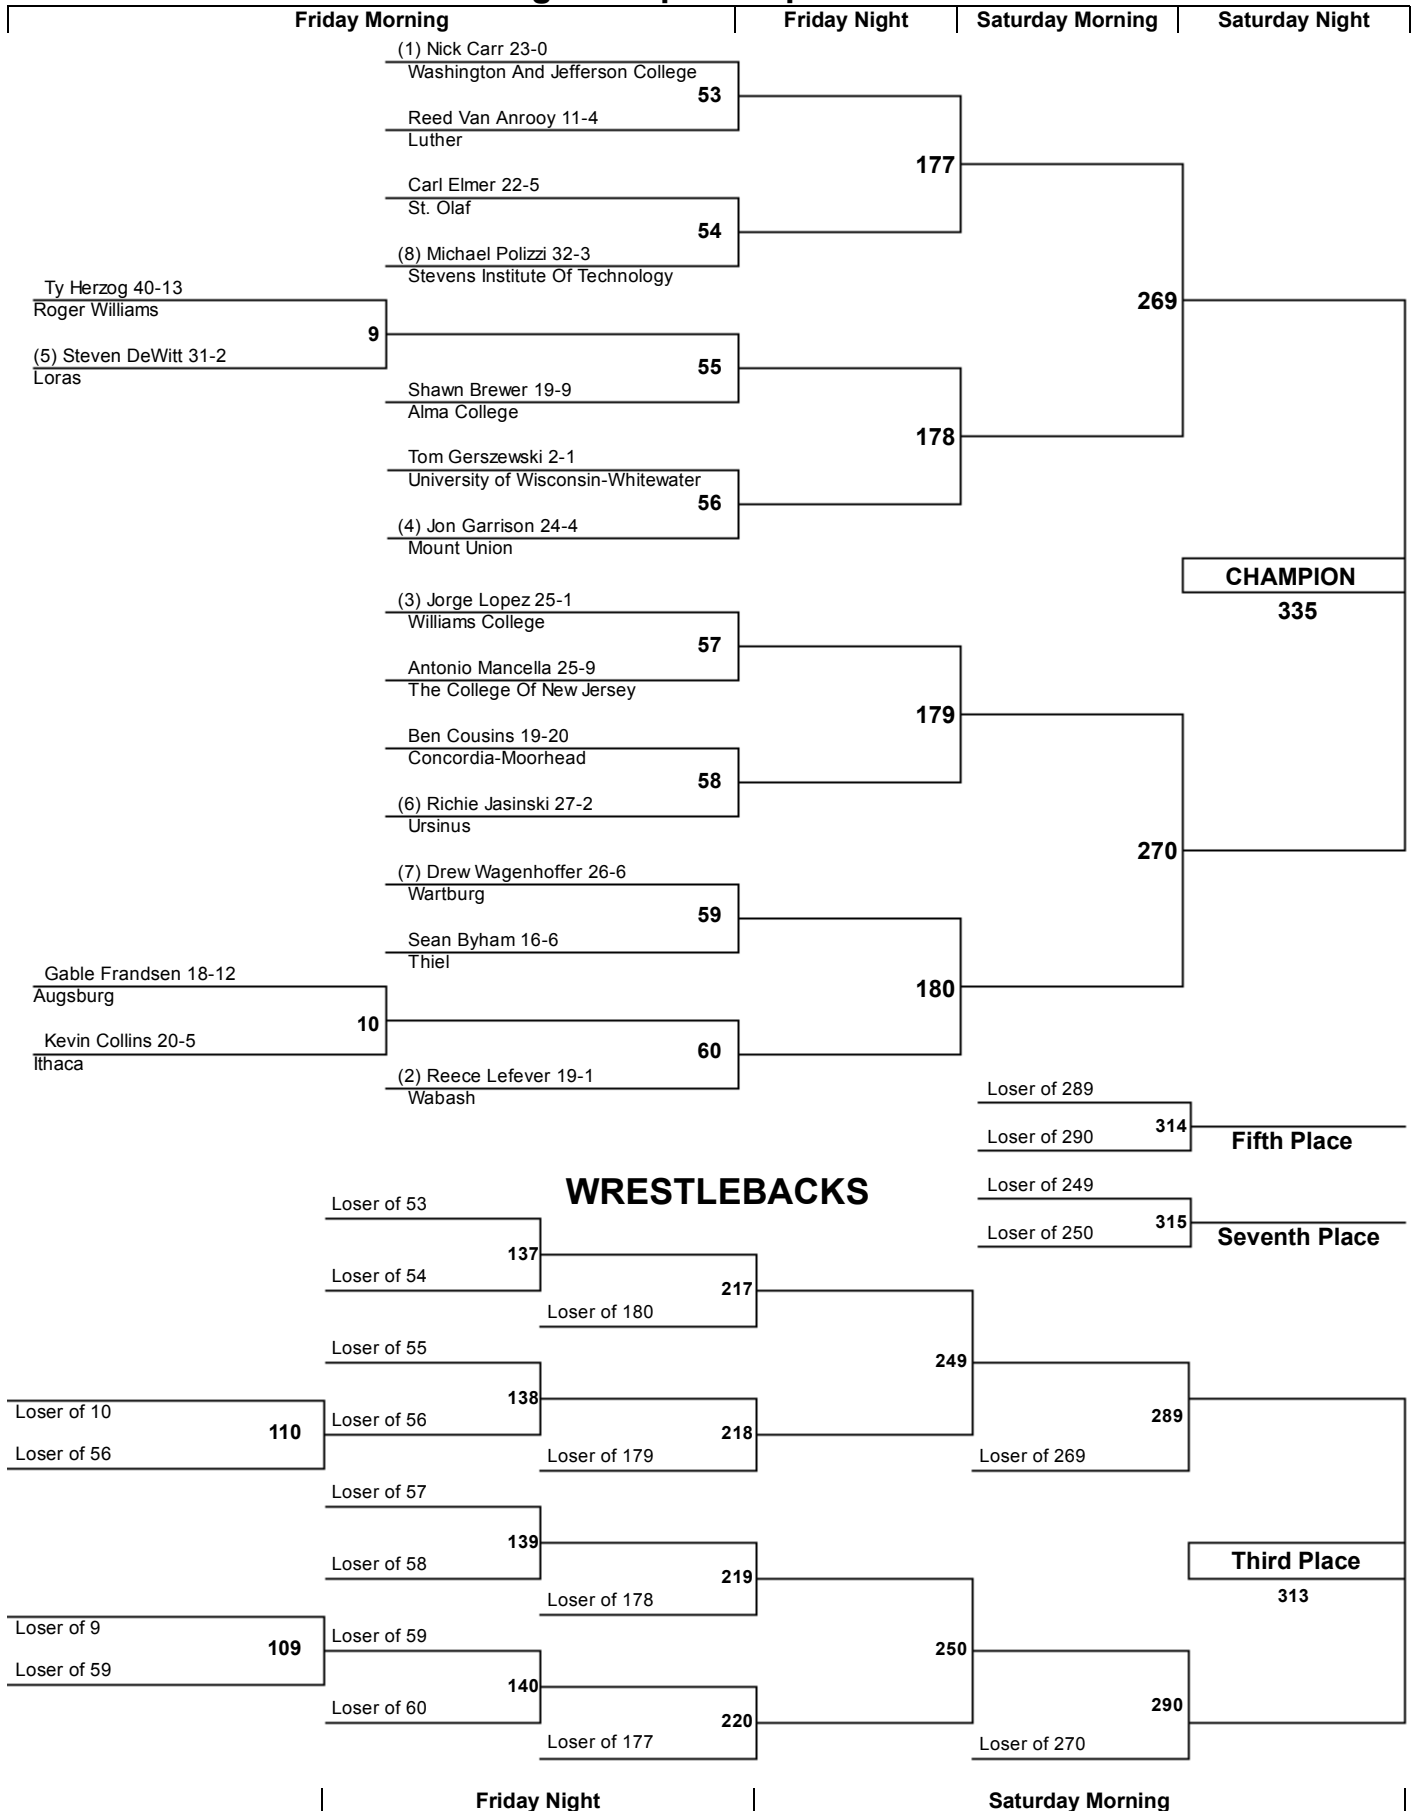 Friday Morning
Friday Night
Saturday Morning
Saturday Night
(1) Nick Carr 23-0
Washington And Jefferson College
53
Reed Van Anrooy 11-4
Luther
177
Carl Elmer 22-5
St. Olaf
54
(8) Michael Polizzi 32-3
Stevens Institute Of Technology
Ty Herzog 40-13
Roger Williams
269
9
(5) Steven DeWitt 31-2
Loras
55
Shawn Brewer 19-9
Alma College
178
Tom Gerszewski 2-1
University of Wisconsin-Whitewater
56
(4) Jon Garrison 24-4
Mount Union
CHAMPION
335
(3) Jorge Lopez 25-1
Williams College
57
Antonio Mancella 25-9
The College Of New Jersey
179
Ben Cousins 19-20
Concordia-Moorhead
58
(6) Richie Jasinski 27-2
Ursinus
270
(7) Drew Wagenhoffer 26-6
Wartburg
59
Sean Byham 16-6
Thiel
Gable Frandsen 18-12
Augsburg
180
10
Kevin Collins 20-5
Ithaca
60
(2) Reece Lefever 19-1
Wabash
Loser of 289
314
Loser of 290
Fifth Place
WRESTLEBACKS
Loser of 249
315
Loser of 250
Seventh Place
Loser of 53
137
Loser of 54
217
Loser of 180
Loser of 55
249
138
Loser of 10
Loser of 56
110
Loser of 56
218
289
Loser of 179
Loser of 269
Loser of 57
139
Loser of 58
219
Third Place
313
Loser of 178
Loser of 9
109
Loser of 59
Loser of 59
250
140
Loser of 60
220
290
Loser of 177
Loser of 270
Friday Night
Saturday Morning